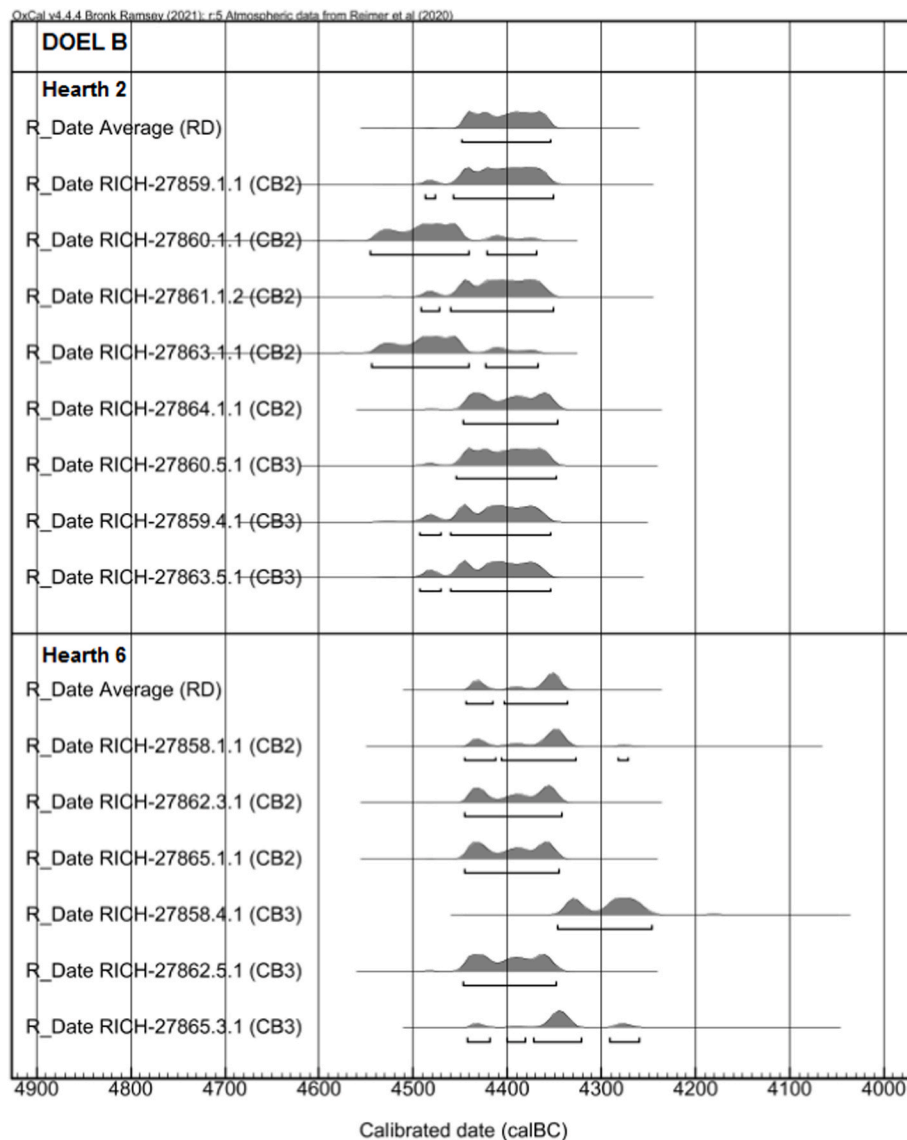 OxCal v4.4.4 Bronk Ramsey (2021); r:5 Atmospheric data from Reimer et al (2020)
DOEL B
Hearth 2
R_Date Average (RD)
R_Date RICH-27859.1.1 (CB2)
R_Date RICH-27860.1.1 (CB2)
R_Date RICH-27861.1.2 (CB2)
R_Date RICH-27863.1.1 (CB2)
R_Date RICH-27864.1.1 (CB2)
R_Date RICH-27860.5.1 (CB3)
R_Date RICH-27859.4.1 (CB3)
R_Date RICH-27863.5.1 (CB3)
Hearth 6
R_Date Average (RD)
R_Date RICH-27858.1.1 (CB2)
R_Date RICH-27862.3.1 (CB2)
R_Date RICH-27865.1.1 (CB2)
R_Date RICH-27858.4.1 (CB3)
R_Date RICH-27862.5.1 (CB3)
R_Date RICH-27865.3.1 (CB3)
4900 4800 4700 4600 4500 4400 4300 4200 4100 4000
Calibrated date (calBC)